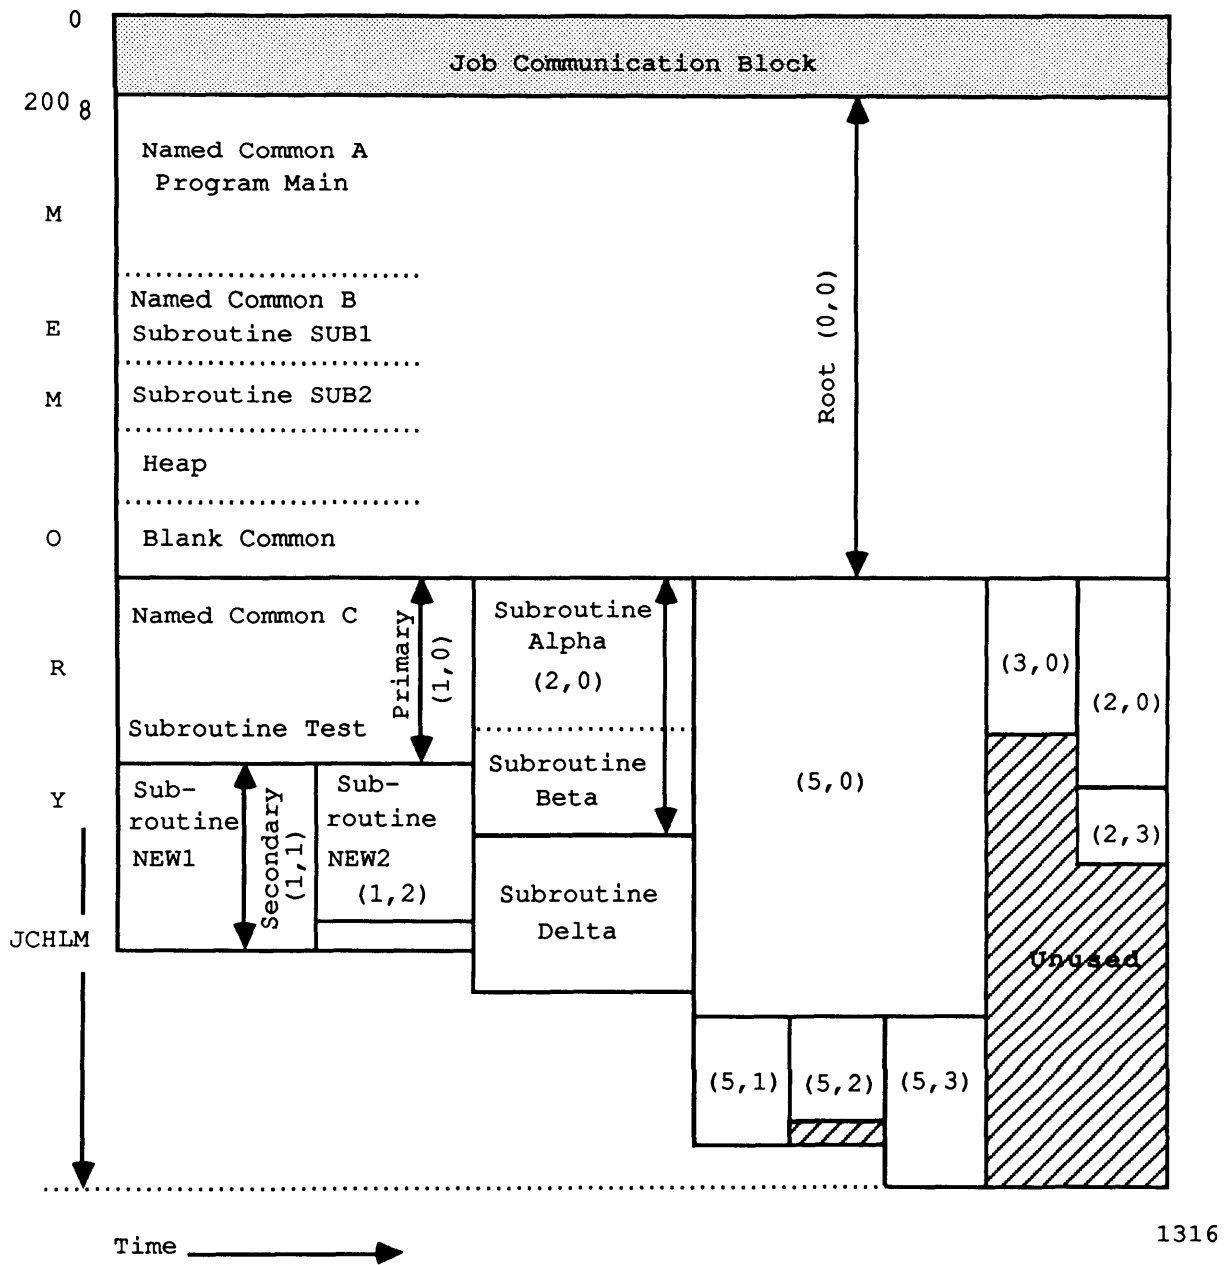 0
Job Communication Block
200 8
Named Common A
Program Main
M
Named Common B
E
Subroutine SUB1
M
Subroutine SUB2
Root (0,0)
Heap
O
Blank Common
Named Common C
Primary
(1,0)
Subroutine
Alpha
(2,0)
R
(3,0)
(2,0)
Subroutine Test
Subroutine
Beta
(5,0)
Y
Sub-
routine
NEW1
Secondary
(1,1)
Sub-
routine
NEW2
(1,2)
(2,3)
Subroutine
Delta
JCHLM
Unused
(5,1)
(5,2)
(5,3)
Time
1316